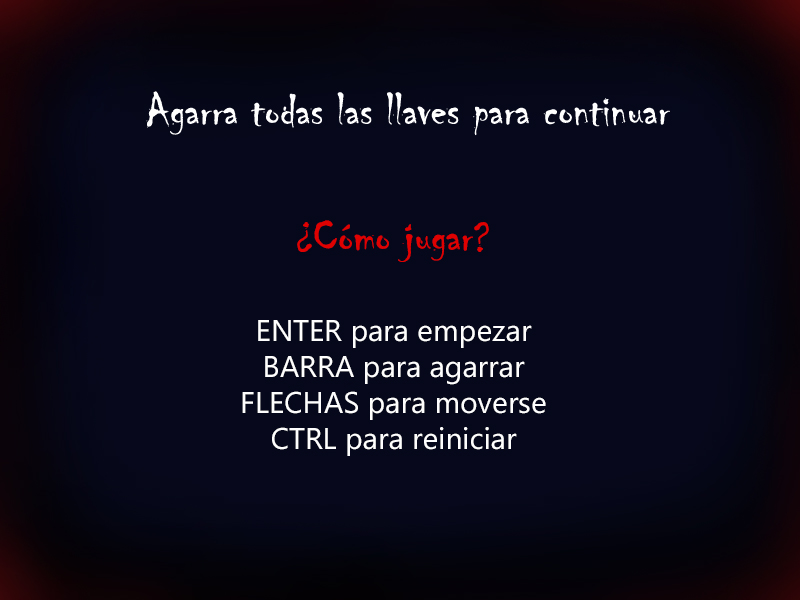 Agarra todas las llaves para continuar
¿Cómo jugar?
ENTER para empezar
BARRA para agarrar
FLECHAS para moverse
CTRL para reiniciar